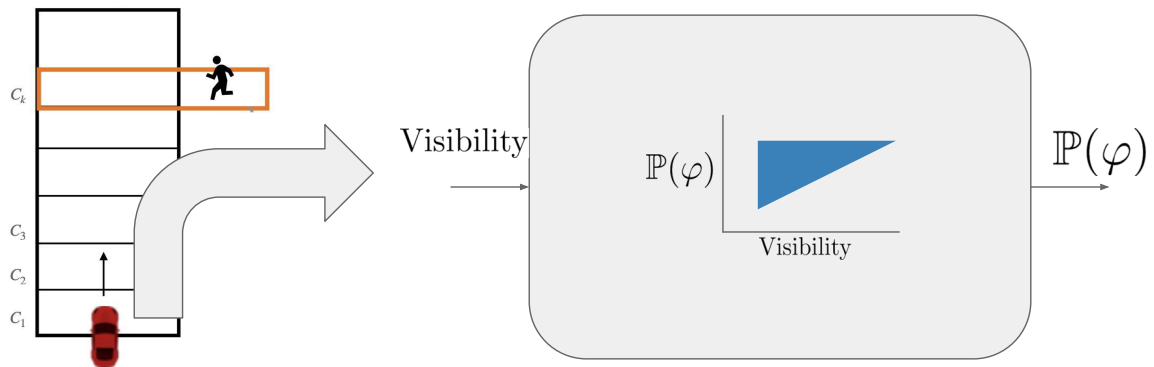 C_k
C_3
C_2
C_1
Visibility
ℙ(φ)
Visibility
ℙ(φ)